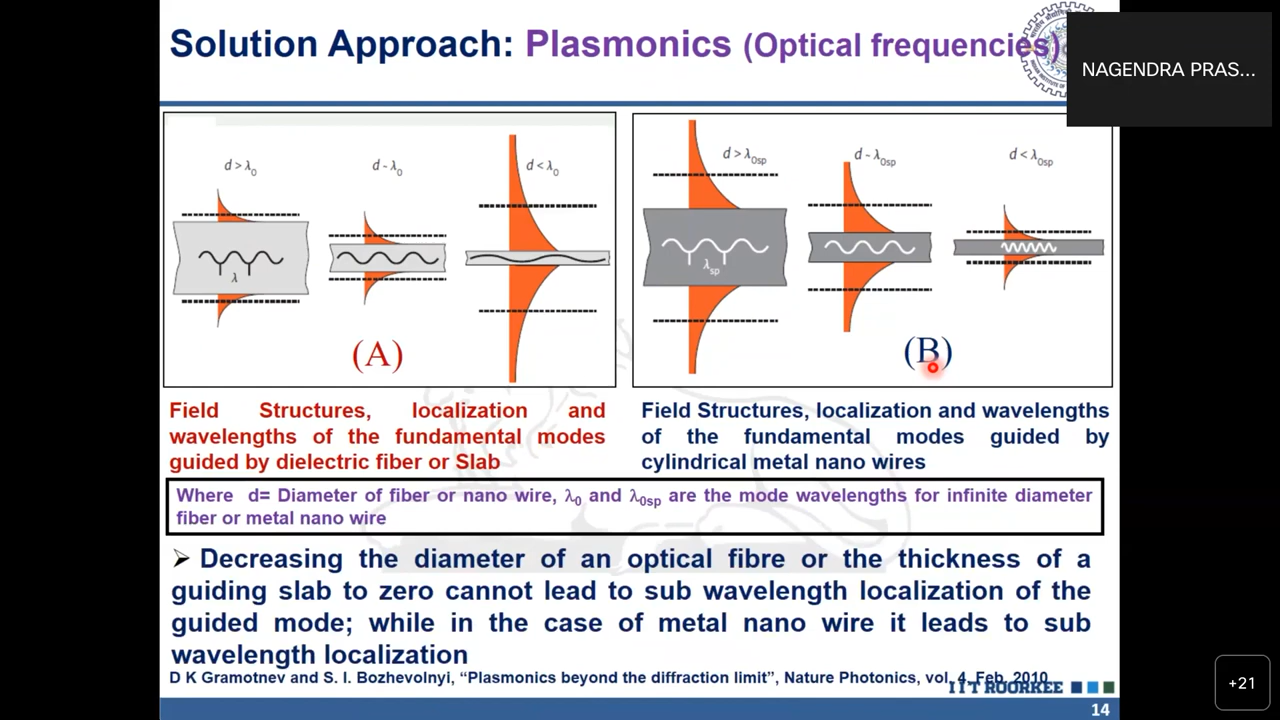 Solution Approach: Plasmonics (Optical frequencies)
NAGENDRA PRAS...
d > λ0
d ~ λ0
d < λ0
λ
(A)
d > λ0sp
d ~ λ0sp
d < λ0sp
λsp
(B)
Field Structures, localization and
wavelengths of the fundamental modes
guided by dielectric fiber or Slab
Field Structures, localization and wavelengths
of the fundamental modes guided by
cylindrical metal nano wires
Where d= Diameter of fiber or nano wire, λ0 and λ0sp are the mode wavelengths for infinite diameter
fiber or metal nano wire
➢ Decreasing the diameter of an optical fibre or the thickness of a
guiding slab to zero cannot lead to sub wavelength localization of the
guided mode; while in the case of metal nano wire it leads to sub
wavelength localization
D K Gramotnev and S. I. Bozhevolnyi, “Plasmonics beyond the diffraction limit”, Nature Photonics, vol. 4, Feb, 2010
IIT ROORKEE
14
+21